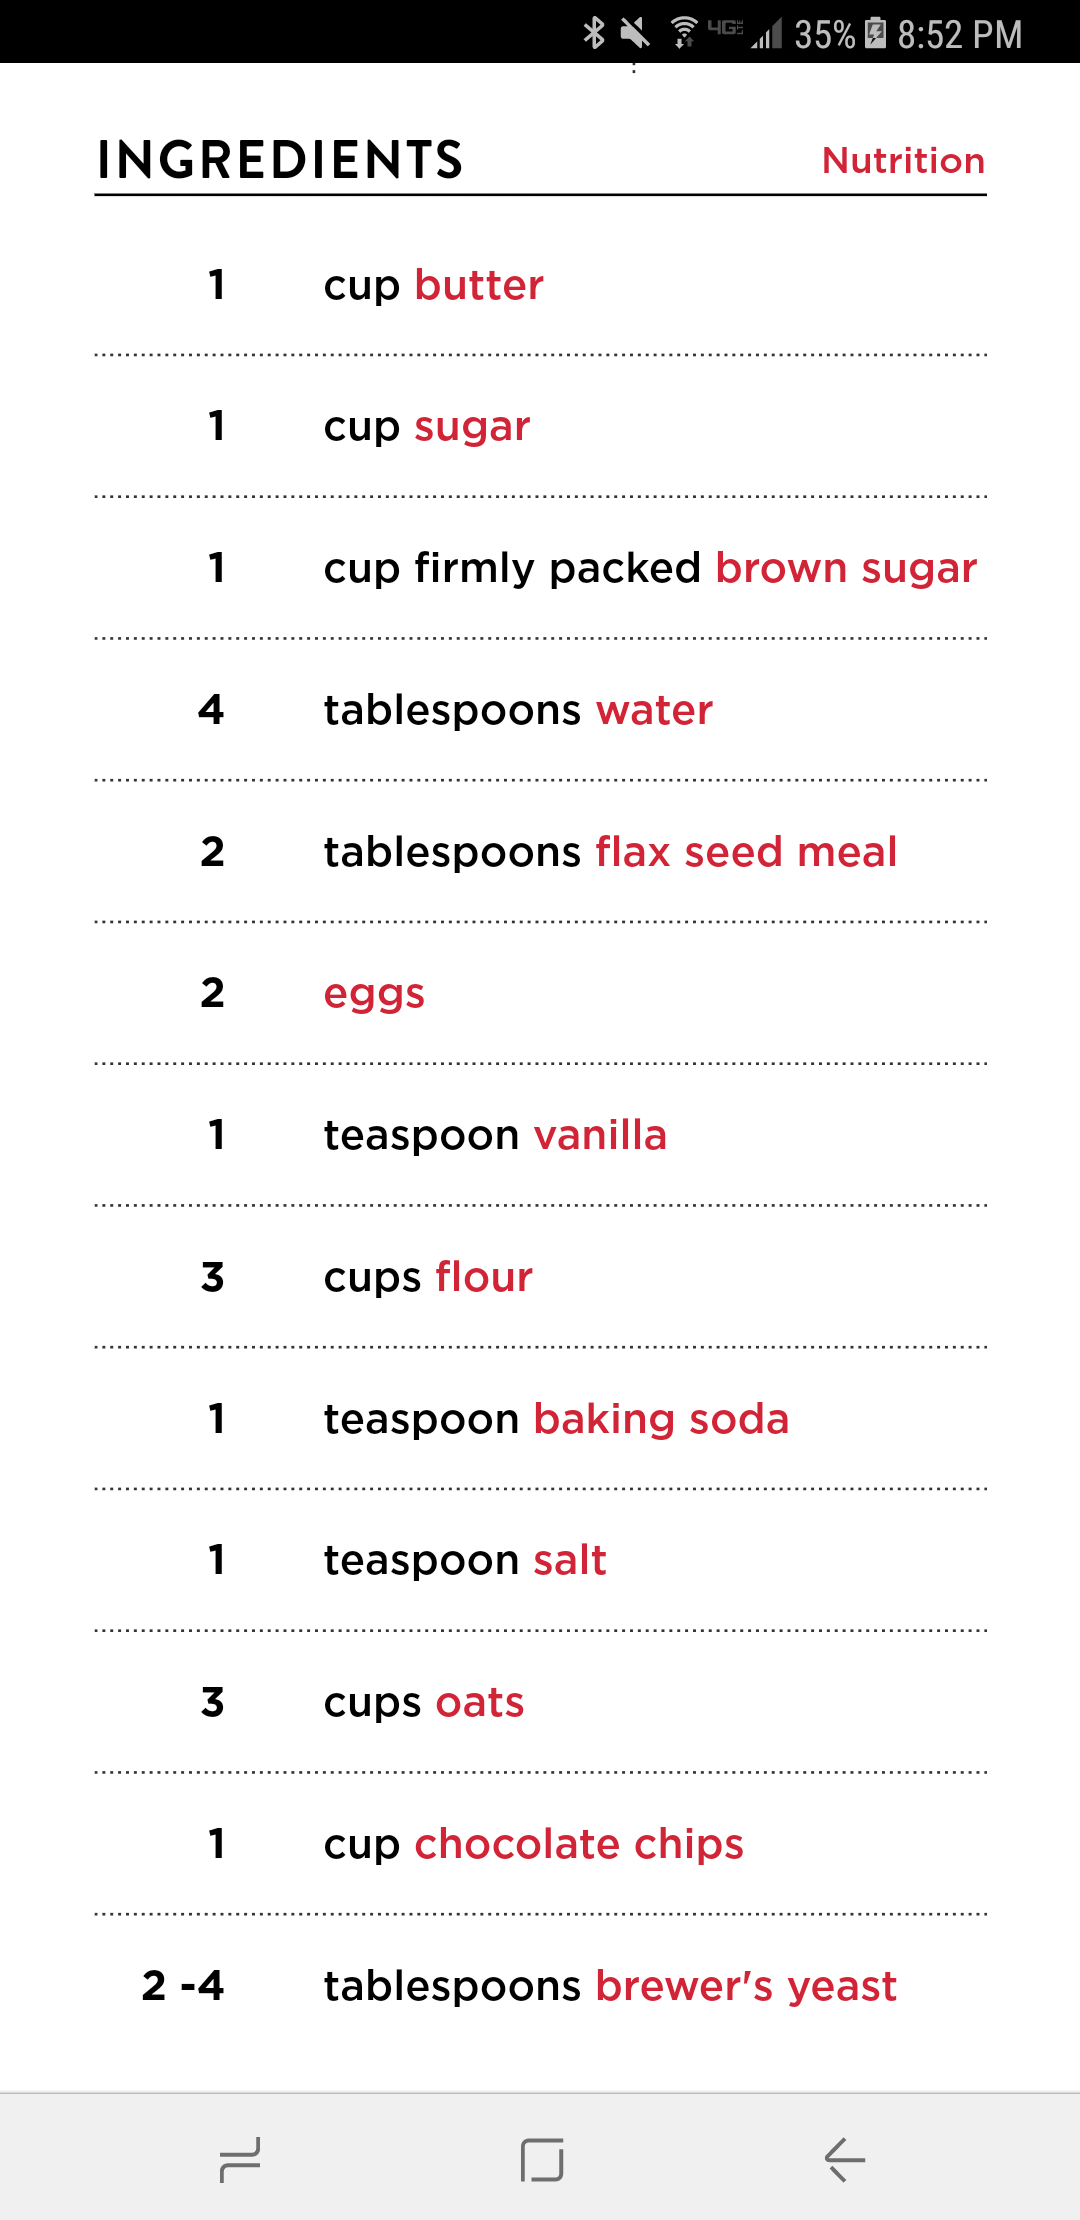 4G LTE 35% 8:52 PM
INGREDIENTS Nutrition
1 cup butter
1 cup sugar
1 cup firmly packed brown sugar
4 tablespoons water
2 tablespoons flax seed meal
2 eggs
1 teaspoon vanilla
3 cups flour
1 teaspoon baking soda
1 teaspoon salt
3 cups oats
1 cup chocolate chips
2 -4 tablespoons brewer's yeast